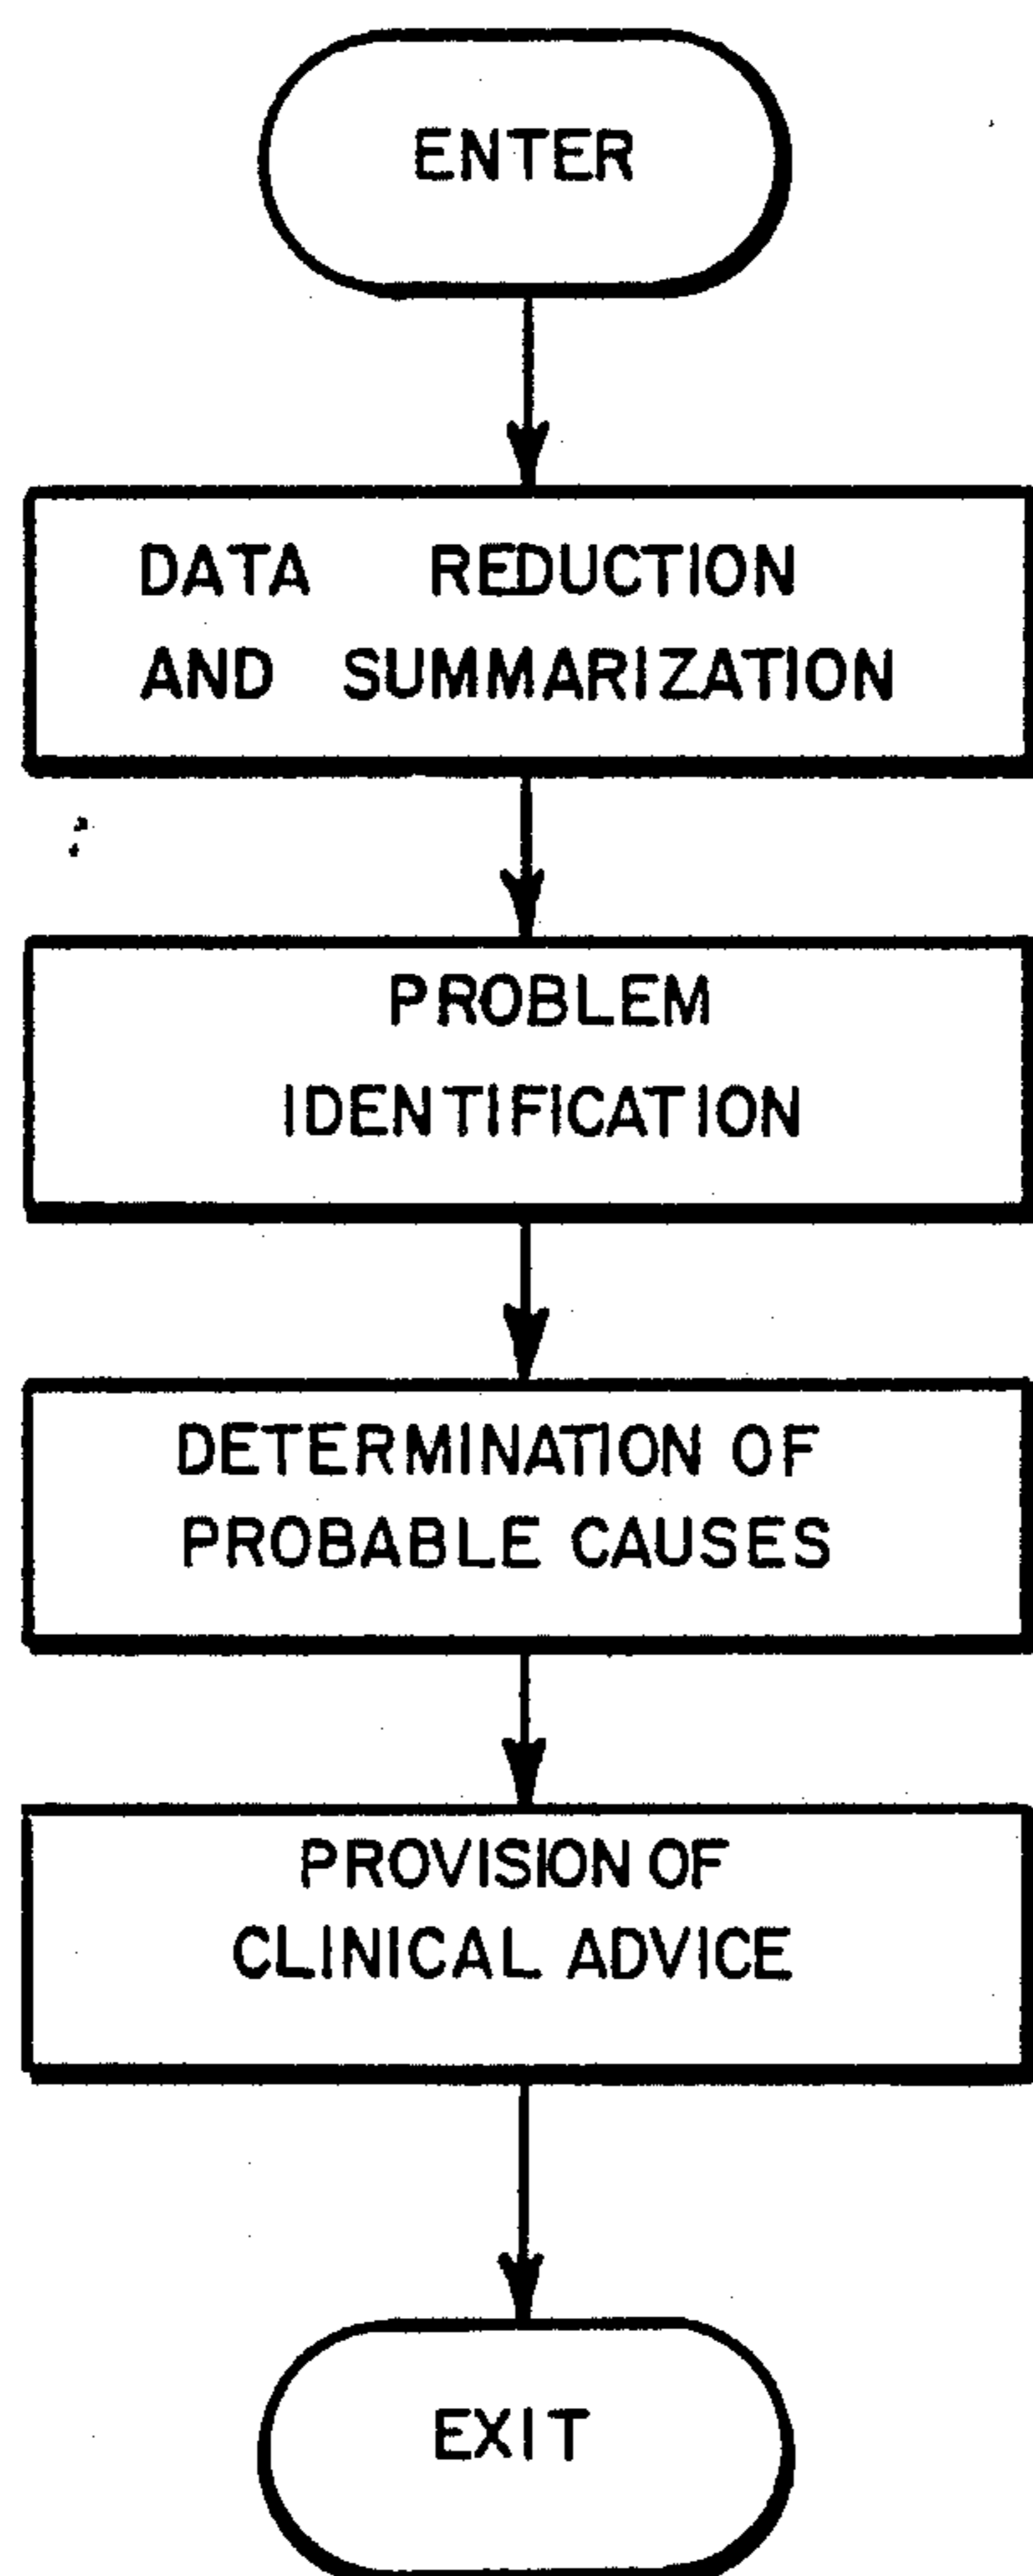 ENTER
DATA REDUCTION
AND SUMMARIZATION
PROBLEM
IDENTIFICATION
DETERMINATION OF
PROBABLE CAUSES
PROVISION OF
CLINICAL ADVICE
EXIT